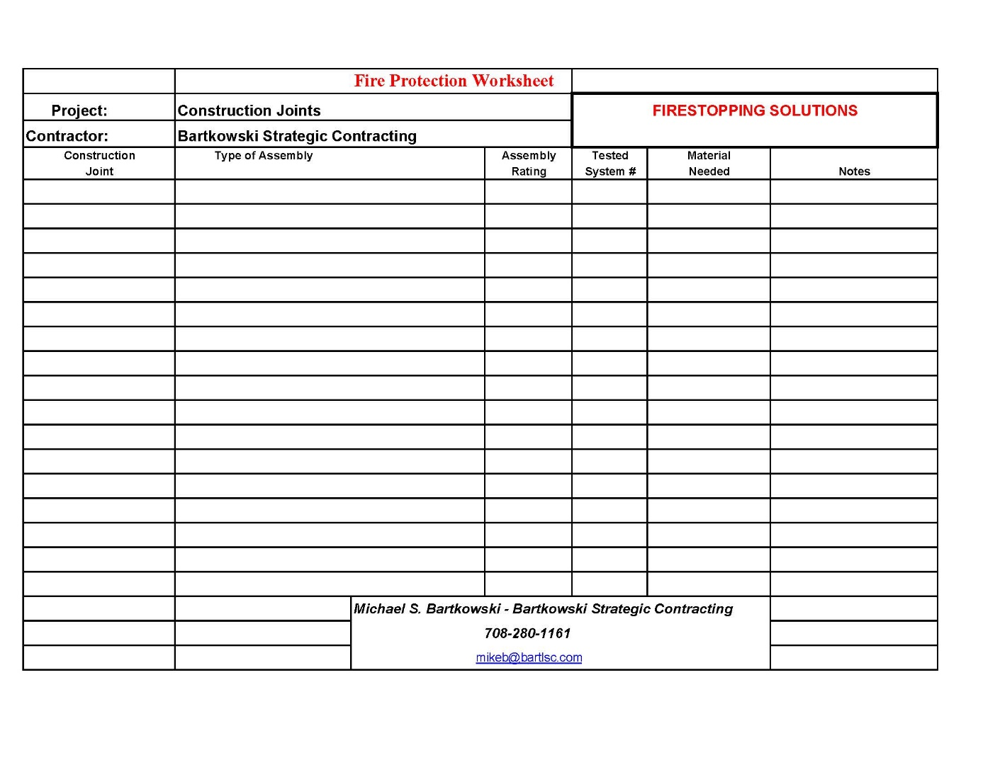 Fire Protection Worksheet
Project: Construction Joints FIRESTOPPING SOLUTIONS
Contractor: Bartkowski Strategic Contracting
Construction Type of Assembly Assembly Tested Material
Joint Rating System # Needed Notes
Michael S. Bartkowski - Bartkowski Strategic Contracting
708-280-1161
mikeb@bartlsc.com